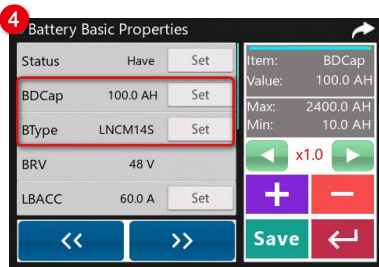 4
Battery Basic Properties
Status Have Set
BDCap 100.0 AH Set
BType LNCM14S Set
BRV 48 V
LBACC 60.0 A Set
<< >>
Item: BDCap
Value: 100.0 AH
Max: 2400.0 AH
Min: 10.0 AH
x1.0
+ −
Save